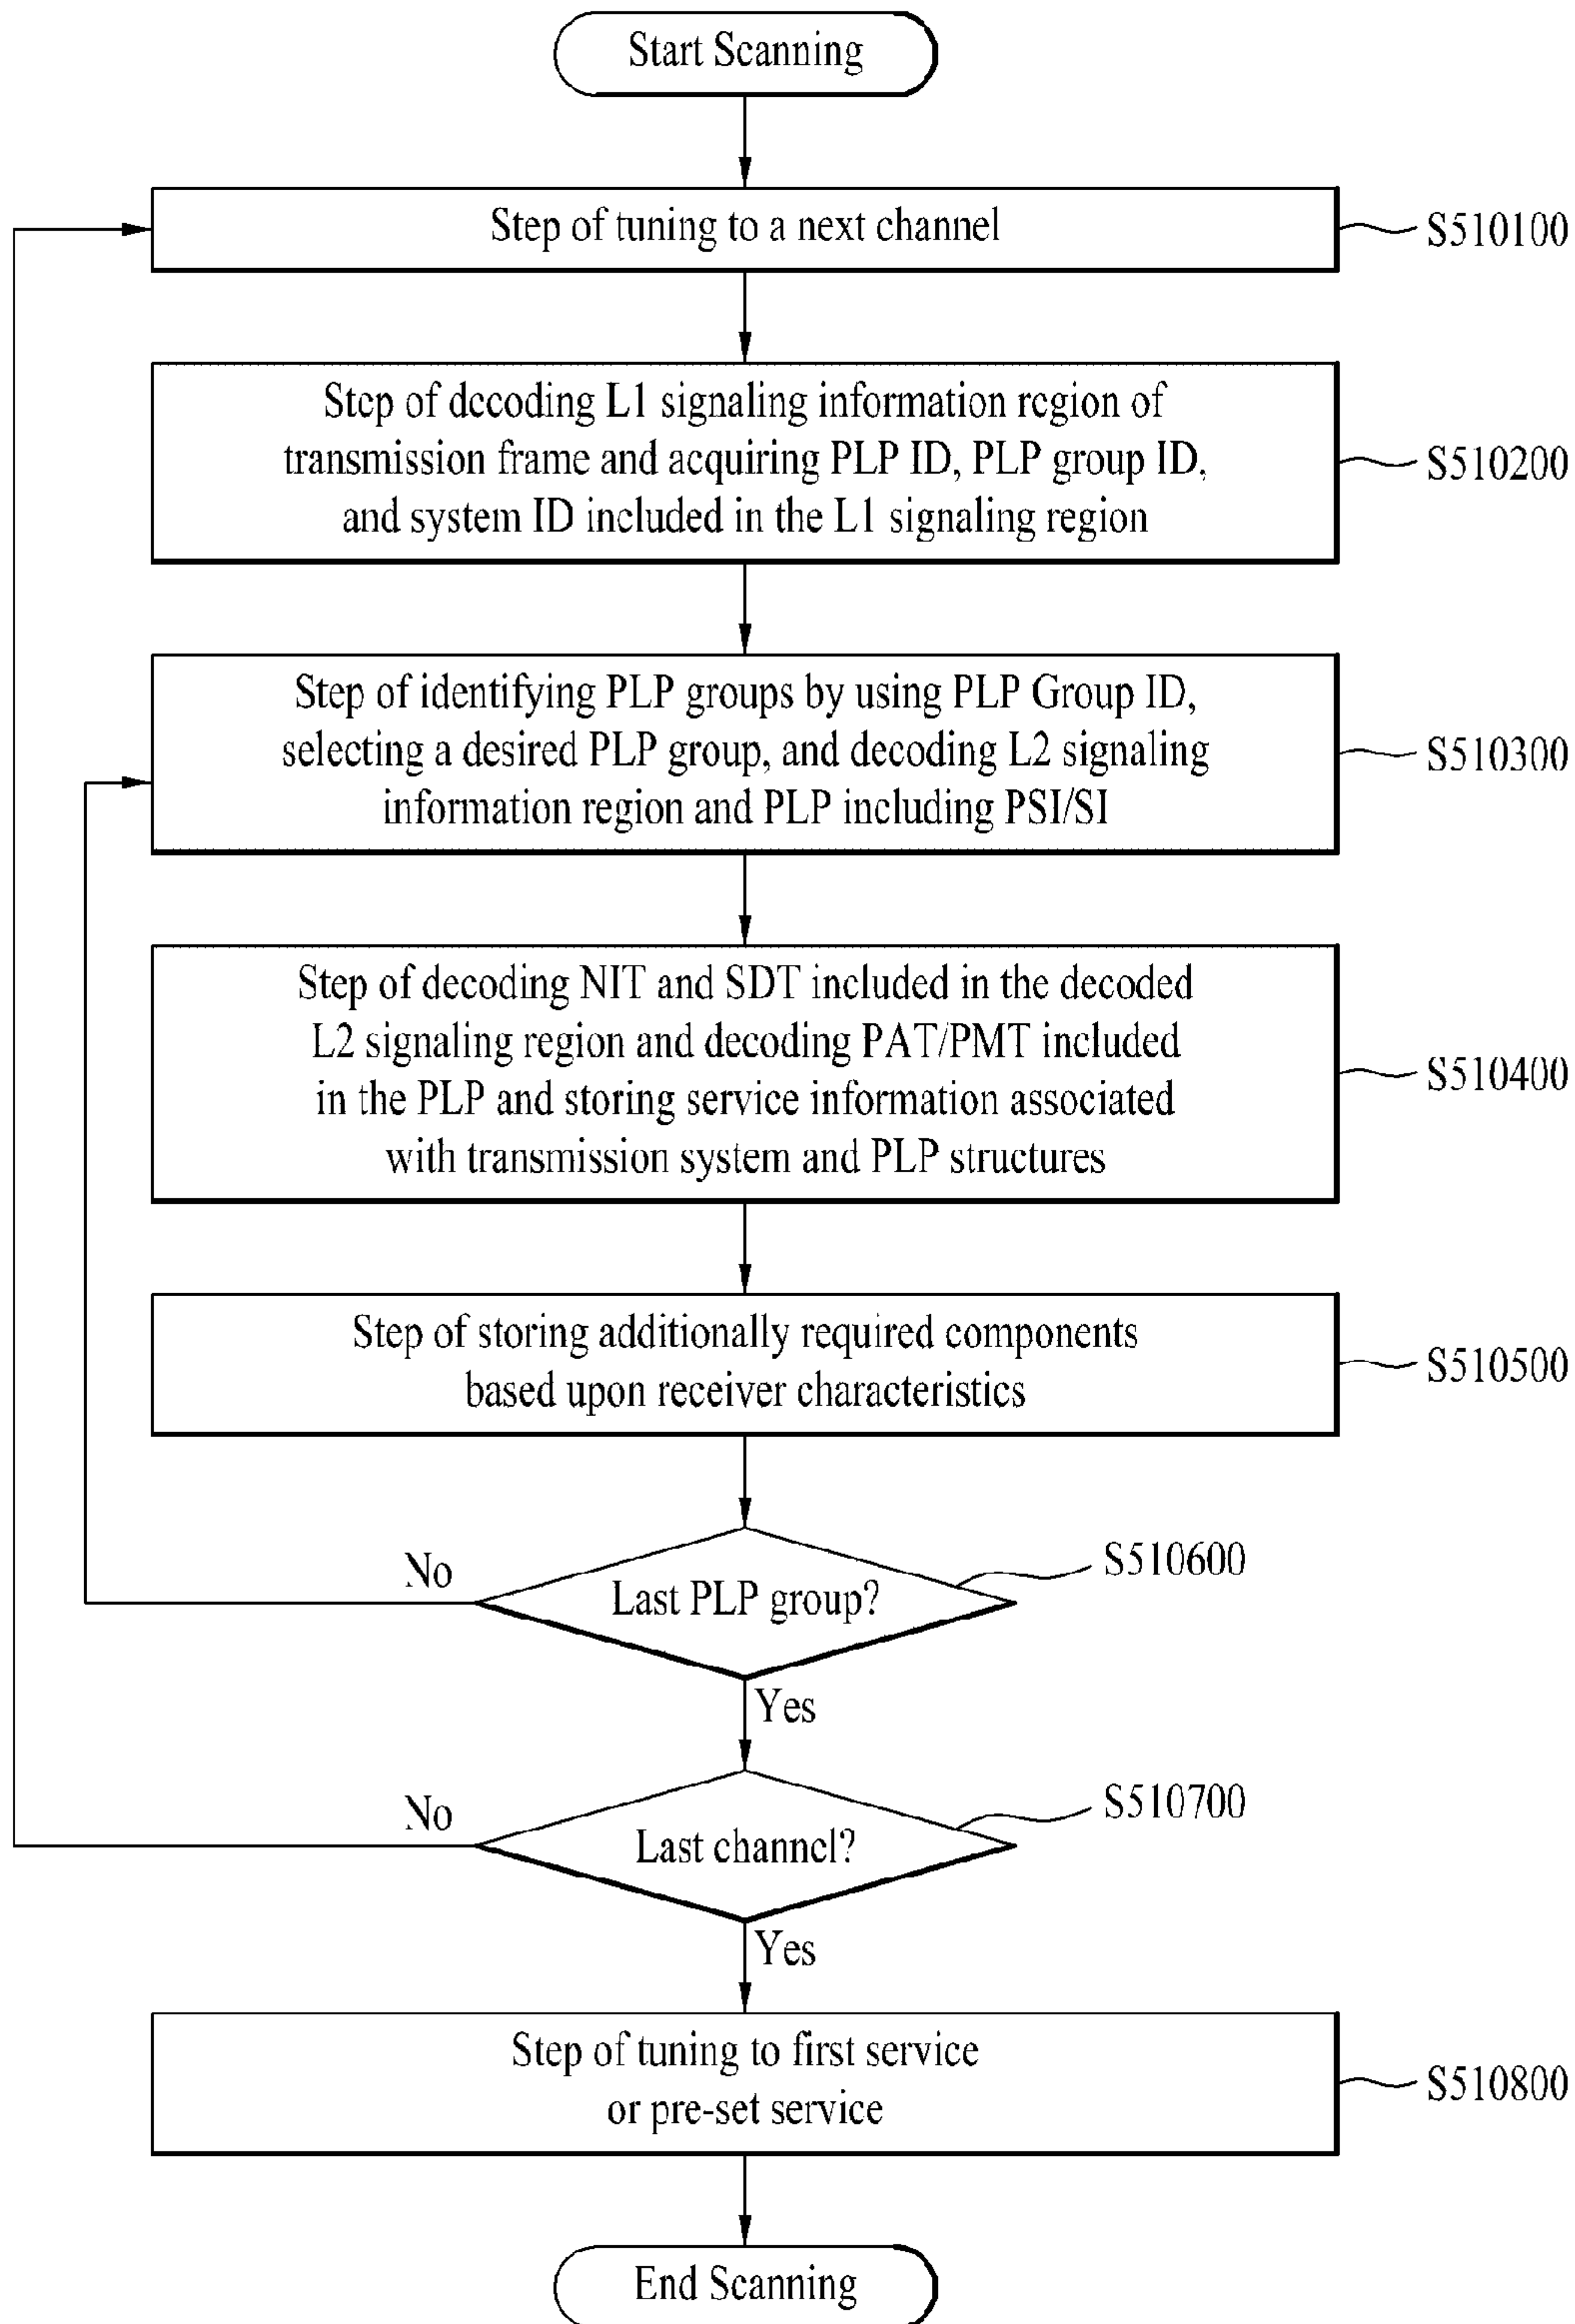 Start Scanning
Step of tuning to a next channel
S510100
Step of decoding L1 signaling information region of
transmission frame and acquiring PLP ID, PLP group ID,
and system ID included in the L1 signaling region
S510200
Step of identifying PLP groups by using PLP Group ID,
selecting a desired PLP group, and decoding L2 signaling
information region and PLP including PSI/SI
S510300
Step of decoding NIT and SDT included in the decoded
L2 signaling region and decoding PAT/PMT included
in the PLP and storing service information associated
with transmission system and PLP structures
S510400
Step of storing additionally required components
based upon receiver characteristics
S510500
No
Last PLP group?
S510600
Yes
No
Last channel?
S510700
Yes
Step of tuning to first service
or pre-set service
S510800
End Scanning